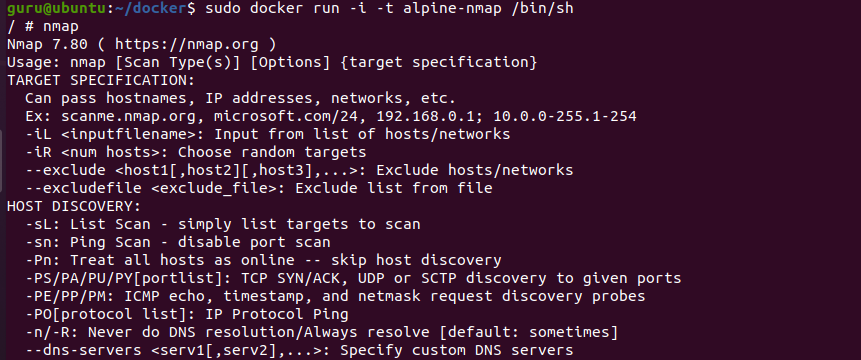 guru@ubuntu:~/docker$ sudo docker run -i -t alpine-nmap /bin/sh
/ # nmap
Nmap 7.80 ( https://nmap.org )
Usage: nmap [Scan Type(s)] [Options] {target specification}
TARGET SPECIFICATION:
  Can pass hostnames, IP addresses, networks, etc.
  Ex: scanme.nmap.org, microsoft.com/24, 192.168.0.1; 10.0.0-255.1-254
  -iL <inputfilename>: Input from list of hosts/networks
  -iR <num hosts>: Choose random targets
  --exclude <host1[,host2][,host3],...>: Exclude hosts/networks
  --excludefile <exclude_file>: Exclude list from file
HOST DISCOVERY:
  -sL: List Scan - simply list targets to scan
  -sn: Ping Scan - disable port scan
  -Pn: Treat all hosts as online -- skip host discovery
  -PS/PA/PU/PY[portlist]: TCP SYN/ACK, UDP or SCTP discovery to given ports
  -PE/PP/PM: ICMP echo, timestamp, and netmask request discovery probes
  -PO[protocol list]: IP Protocol Ping
  -n/-R: Never do DNS resolution/Always resolve [default: sometimes]
  --dns-servers <serv1[,serv2],...>: Specify custom DNS servers